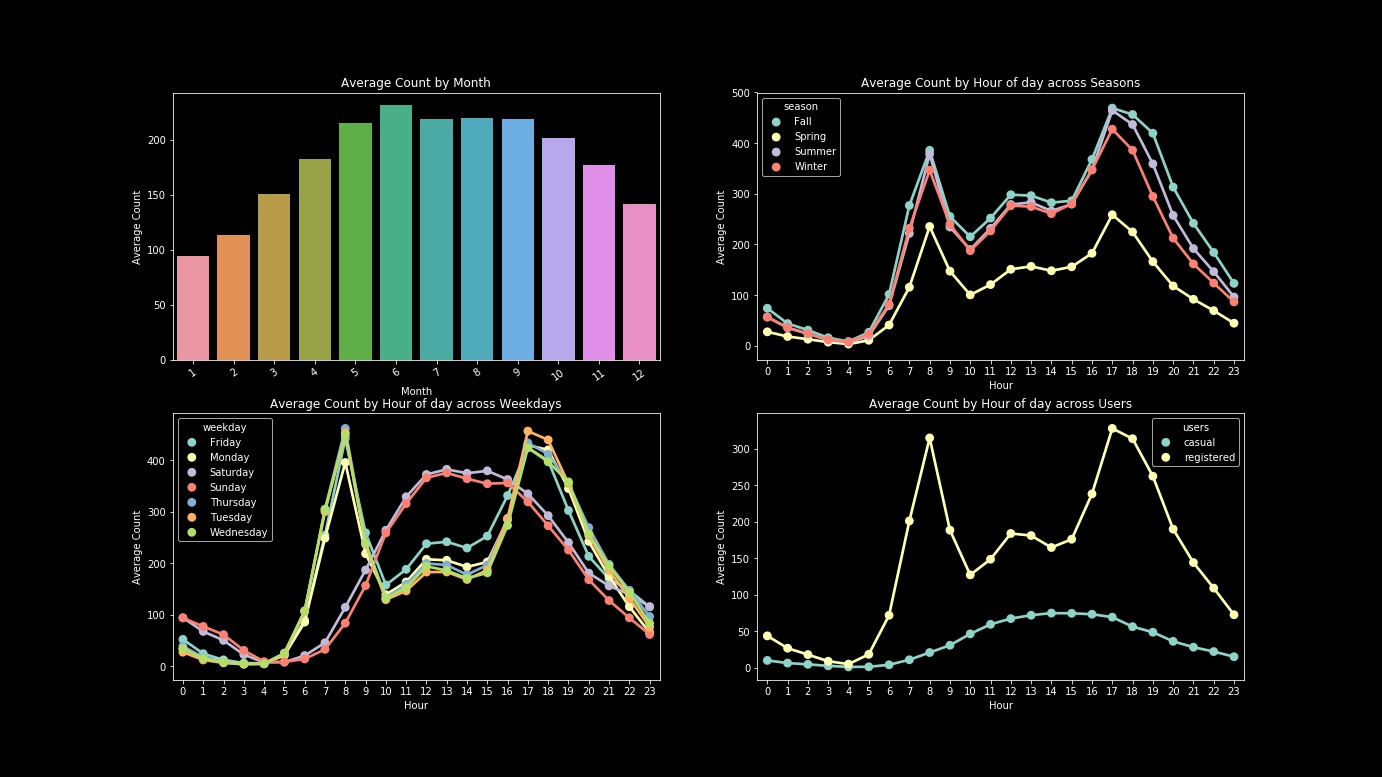 Average Count by Month
Average Count
200
150
100
50
0
1 2 3 4 5 6 7 8 9 10 11 12
Month
Average Count by Hour of day across Seasons
Average Count
500
400
300
200
100
0
season
Fall
Spring
Summer
Winter
0 1 2 3 4 5 6 7 8 9 10 11 12 13 14 15 16 17 18 19 20 21 22 23
Hour
Average Count by Hour of day across Weekdays
Average Count
400
300
200
100
0
weekday
Friday
Monday
Saturday
Sunday
Thursday
Tuesday
Wednesday
0 1 2 3 4 5 6 7 8 9 10 11 12 13 14 15 16 17 18 19 20 21 22 23
Hour
Average Count by Hour of day across Users
Average Count
300
250
200
150
100
50
0
users
casual
registered
0 1 2 3 4 5 6 7 8 9 10 11 12 13 14 15 16 17 18 19 20 21 22 23
Hour